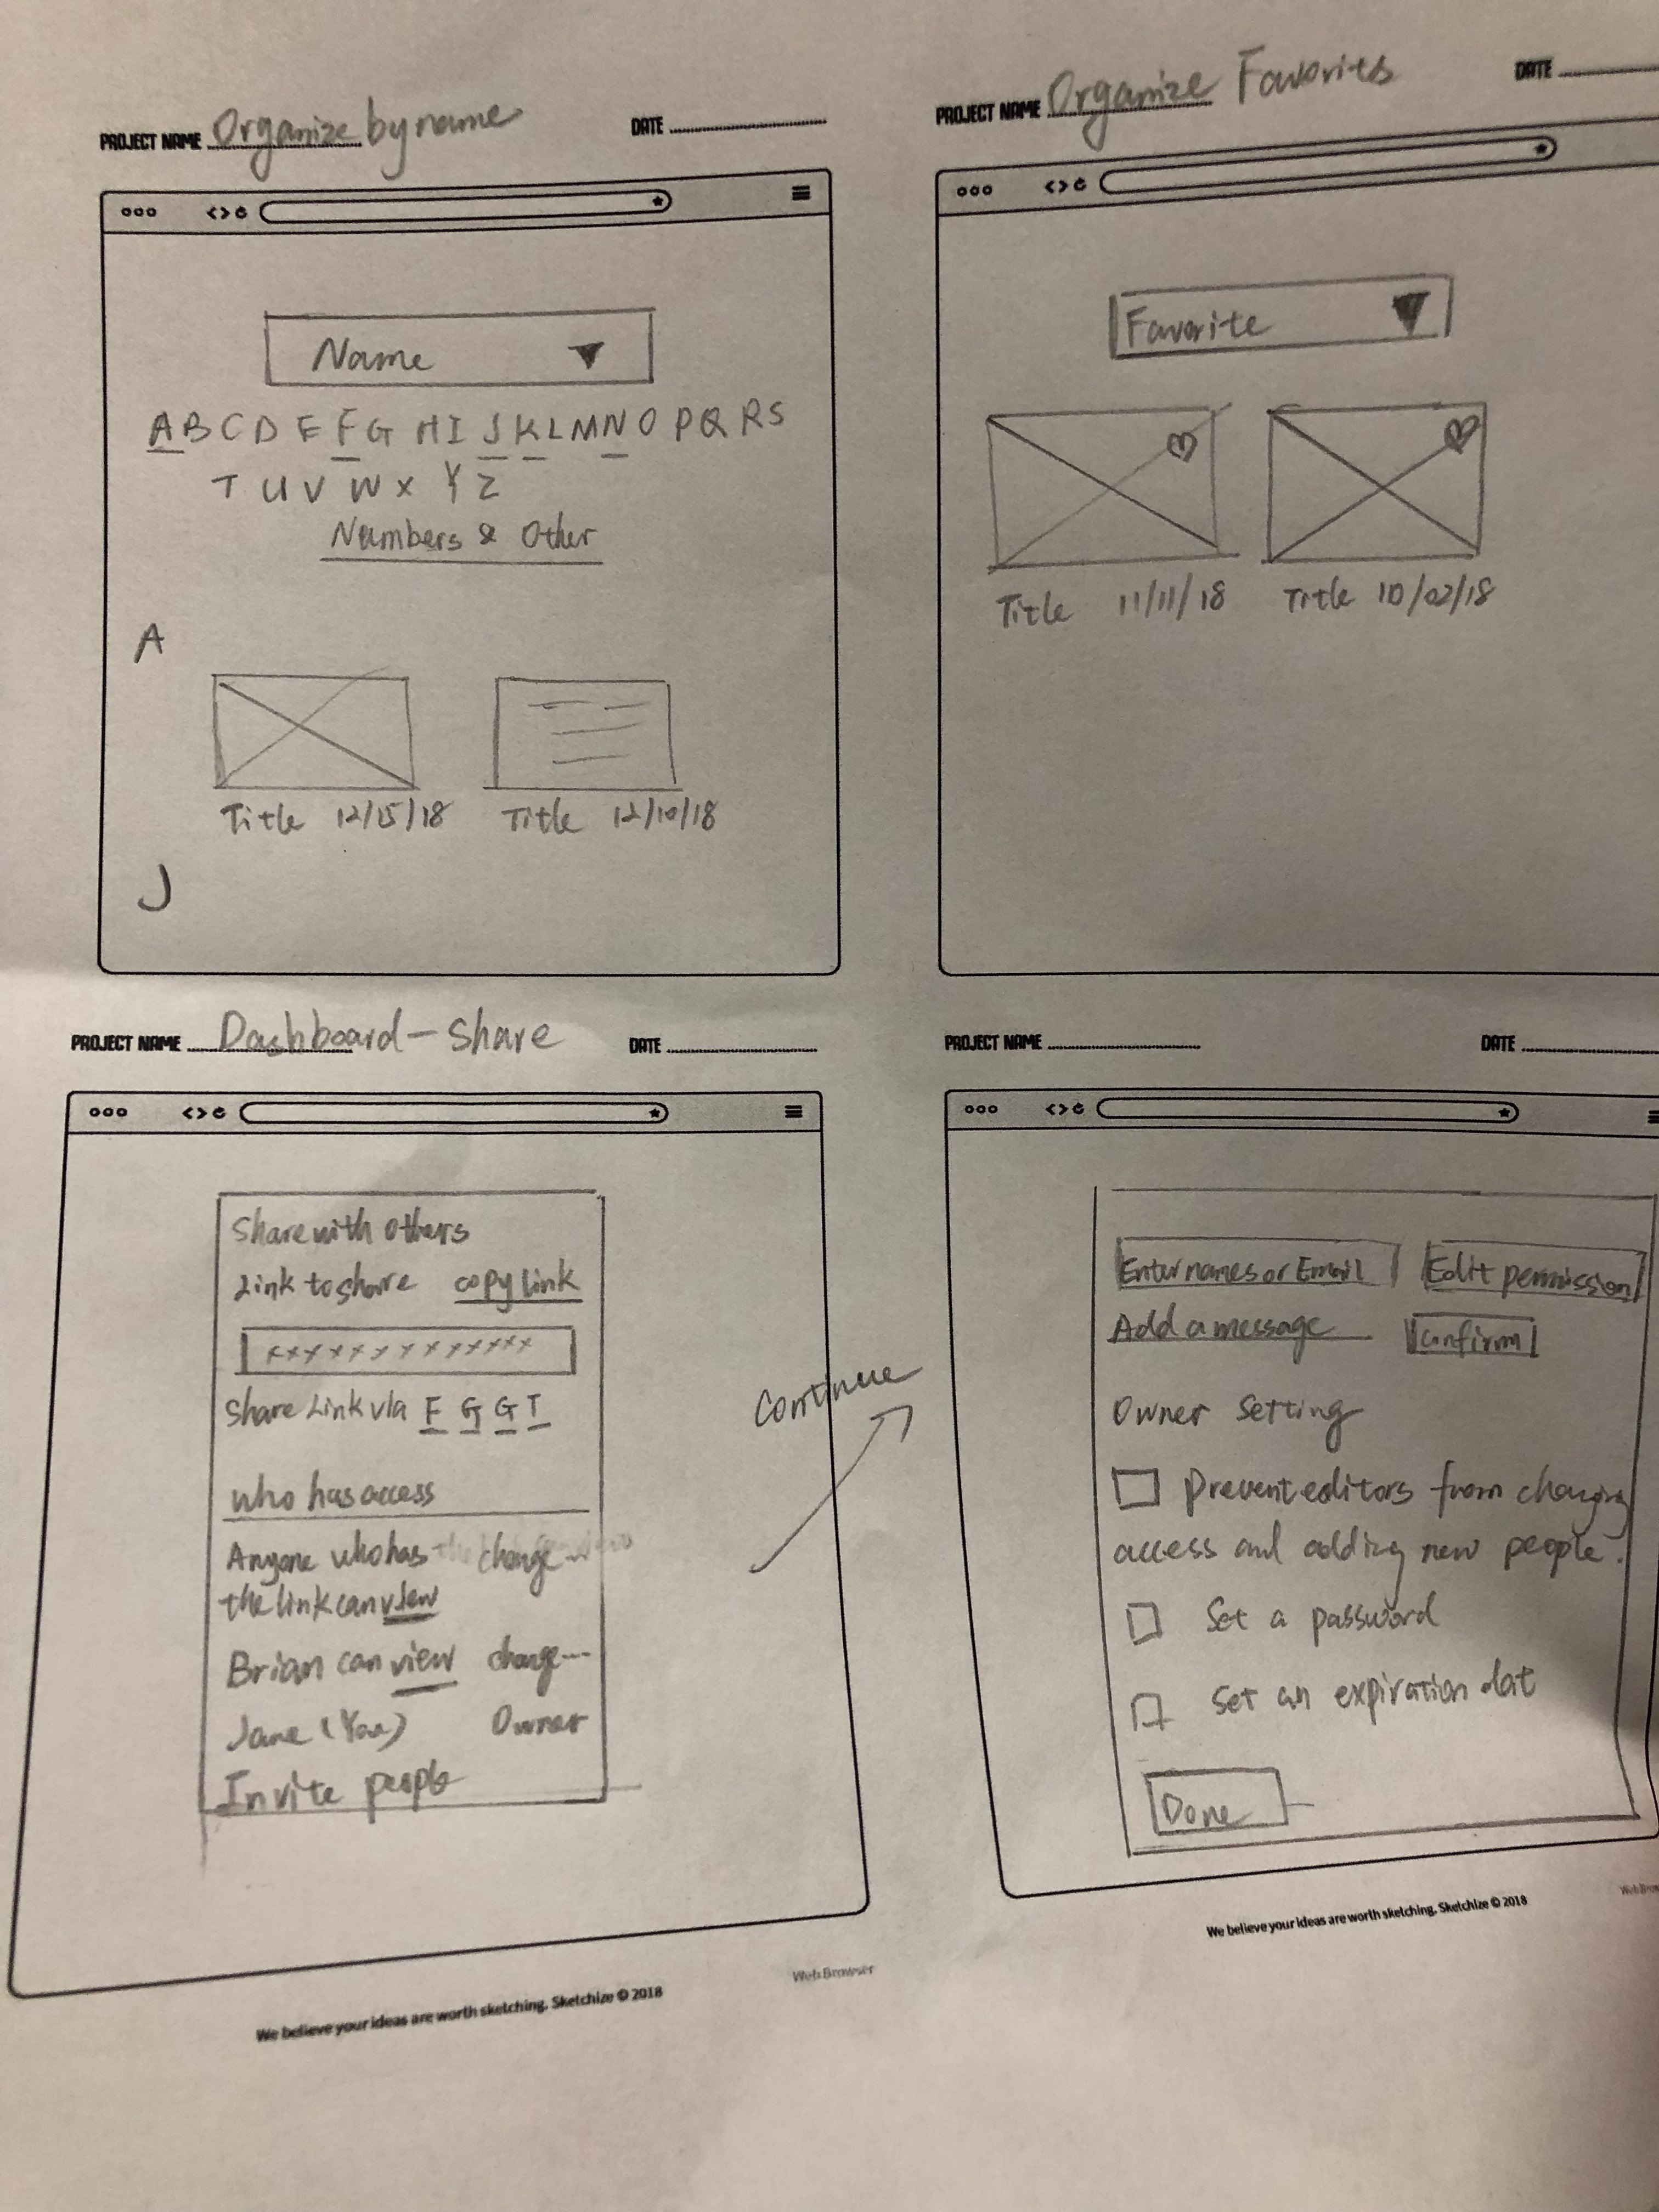 PROJECT NAME Organize by name DATE
Name
A B C D E F G H I J K L M N O P Q R S
T U V W X Y Z
Numbers & Other
A
Title 12/15/18 Title 12/10/18
J
PROJECT NAME Organize Favorites DATE
Favorite
Title 11/11/18 Title 10/02/18
PROJECT NAME Dashboard - Share DATE
Share with others
Link to share copy link
xxxxxxxxxxxxx
Share Link via F G G T
who has access
Anyone who has change...
the link can view
Brian can view change...
Jane (You) Owner
Invite people
Continue
WebBrowser
We believe your ideas are worth sketching. Sketchize © 2018
PROJECT NAME DATE
Enter names or Email Edit permission
Add a message Confirm
Owner Setting
Prevent editors from changing
access and adding new people.
Set a password
Set an expiration dat
Done
We believe your ideas are worth sketching. Sketchize © 2018